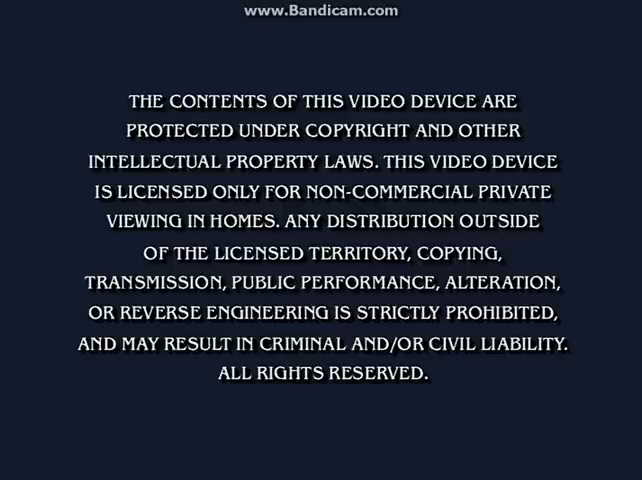 www.Bandicam.com
THE CONTENTS OF THIS VIDEO DEVICE ARE
PROTECTED UNDER COPYRIGHT AND OTHER
INTELLECTUAL PROPERTY LAWS. THIS VIDEO DEVICE
IS LICENSED ONLY FOR NON-COMMERCIAL PRIVATE
VIEWING IN HOMES. ANY DISTRIBUTION OUTSIDE
OF THE LICENSED TERRITORY, COPYING,
TRANSMISSION, PUBLIC PERFORMANCE, ALTERATION,
OR REVERSE ENGINEERING IS STRICTLY PROHIBITED,
AND MAY RESULT IN CRIMINAL AND/OR CIVIL LIABILITY.
ALL RIGHTS RESERVED.